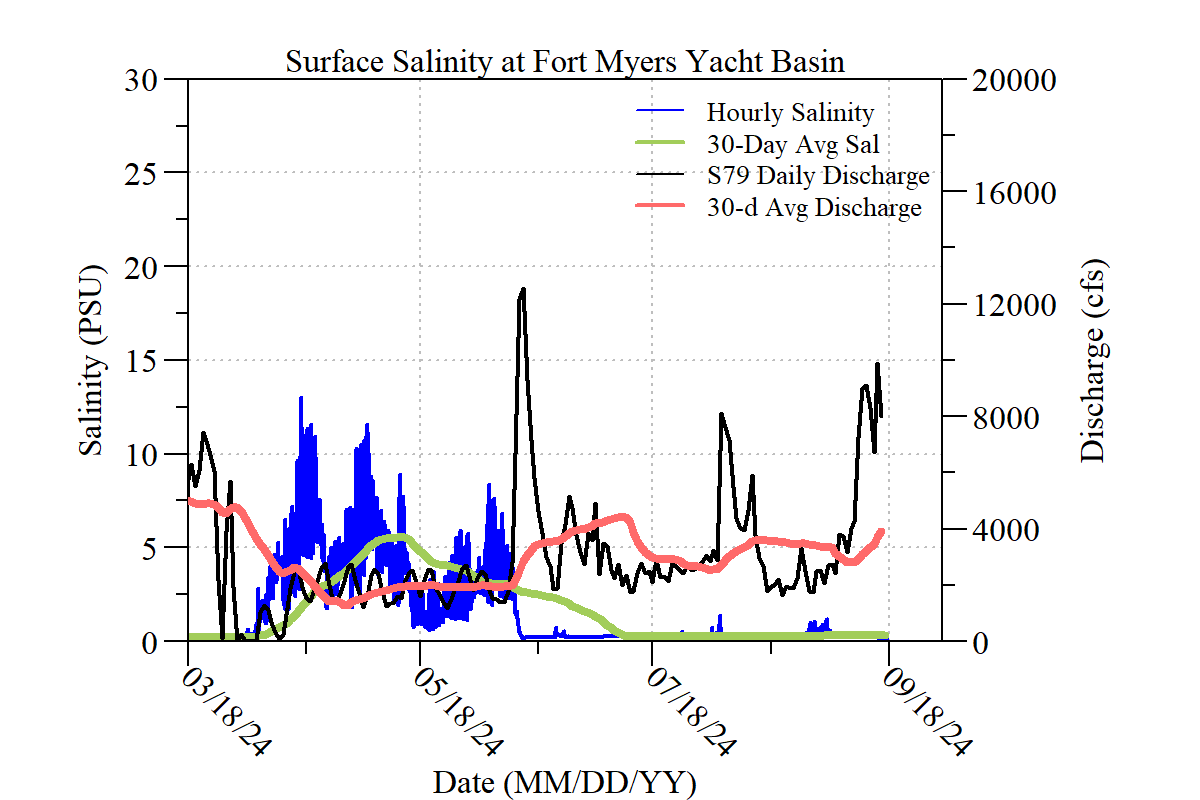 Surface Salinity at Fort Myers Yacht Basin
30
25
20
15
10
5
0
Salinity (PSU)
Hourly Salinity
30-Day Avg Sal
S79 Daily Discharge
30-d Avg Discharge
20000
16000
12000
8000
4000
0
Discharge (cfs)
03/18/24
05/18/24
07/18/24
09/18/24
Date (MM/DD/YY)